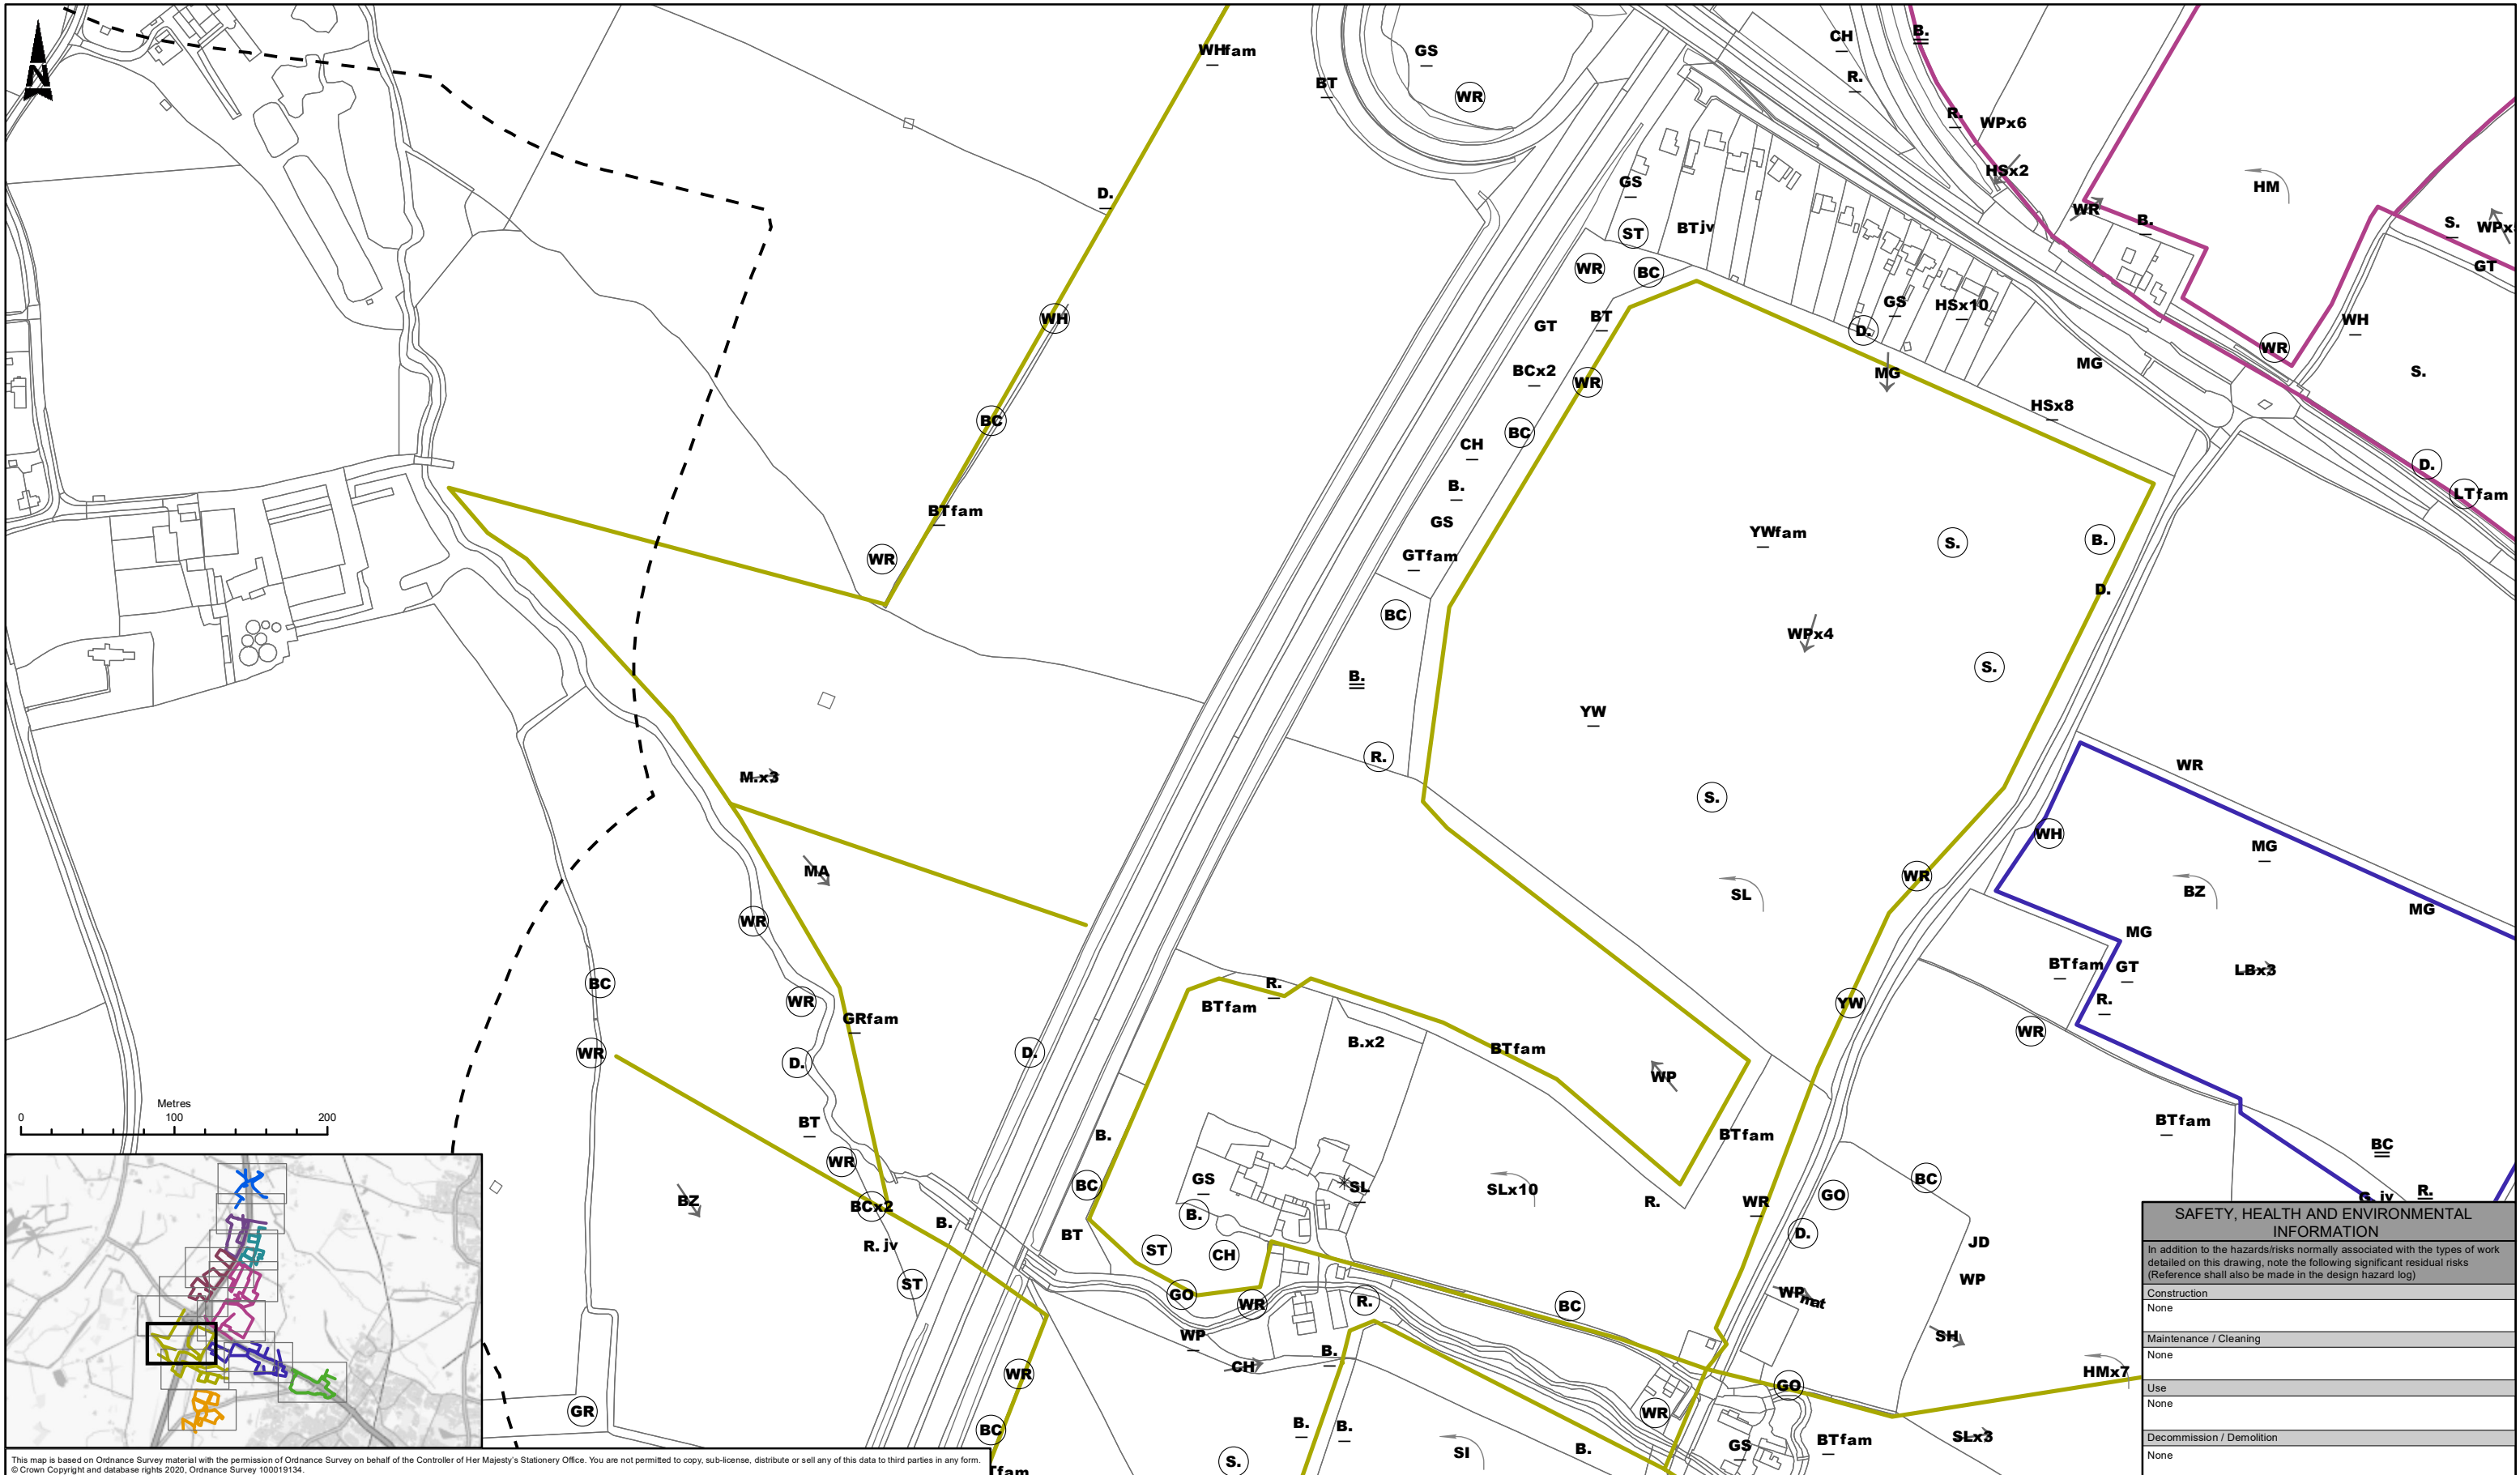 N
WHfam
GS
BT
WR
CH
B.
R.
R.
WPx6
HSx2
HM
WR
B.
S.
GT
D.
GS
ST
BTjv
WR
BC
WH
GT
BT
GS
HSx10
D.
WH
WR
MG
MG
S.
BCx2
WR
HSx8
BC
BC
CH
D.
LTfam
B.
BTfam
GS
WR
GTfam
YWfam
S.
B.
D.
BC
WPx4
B.
S.
YW
R.
WR
M.x3
S.
WH
MG
MA
WR
SL
BZ
WR
MG
MG
BTfam
GT
LBx3
BC
R.
BTfam
YW
R.
WR
WR
GRfam
B.x2
BTfam
WR
D.
D.
WP
BT
B.
BTfam
BTfam
BC
WR
BC
GS
SL
SLx10
R.
WR
GO
BC
R.
BZ
BCx2
B.
B.
R. jv
BT
ST
CH
D.
JD
ST
GO
WR
R.
BC
WP
WP
mat
WP
CH
B.
SH
WR
HMx7
GO
GR
BC
B.
B.
WR
S.
SI
B.
GS
BTfam
SLx3
Metres
0 100 200
SAFETY, HEALTH AND ENVIRONMENTAL
INFORMATION
In addition to the hazards/risks normally associated with the types of work
detailed on this drawing, note the following significant residual risks
(Reference shall also be made in the design hazard log)
Construction
None
Maintenance / Cleaning
None
Use
None
Decommission / Demolition
None
This map is based on Ordnance Survey material with the permission of Ordnance Survey on behalf of the Controller of Her Majesty's Stationery Office. You are not permitted to copy, sub-license, distribute or sell any of this data to third parties in any form.
© Crown Copyright and database rights 2020, Ordnance Survey 100019134.